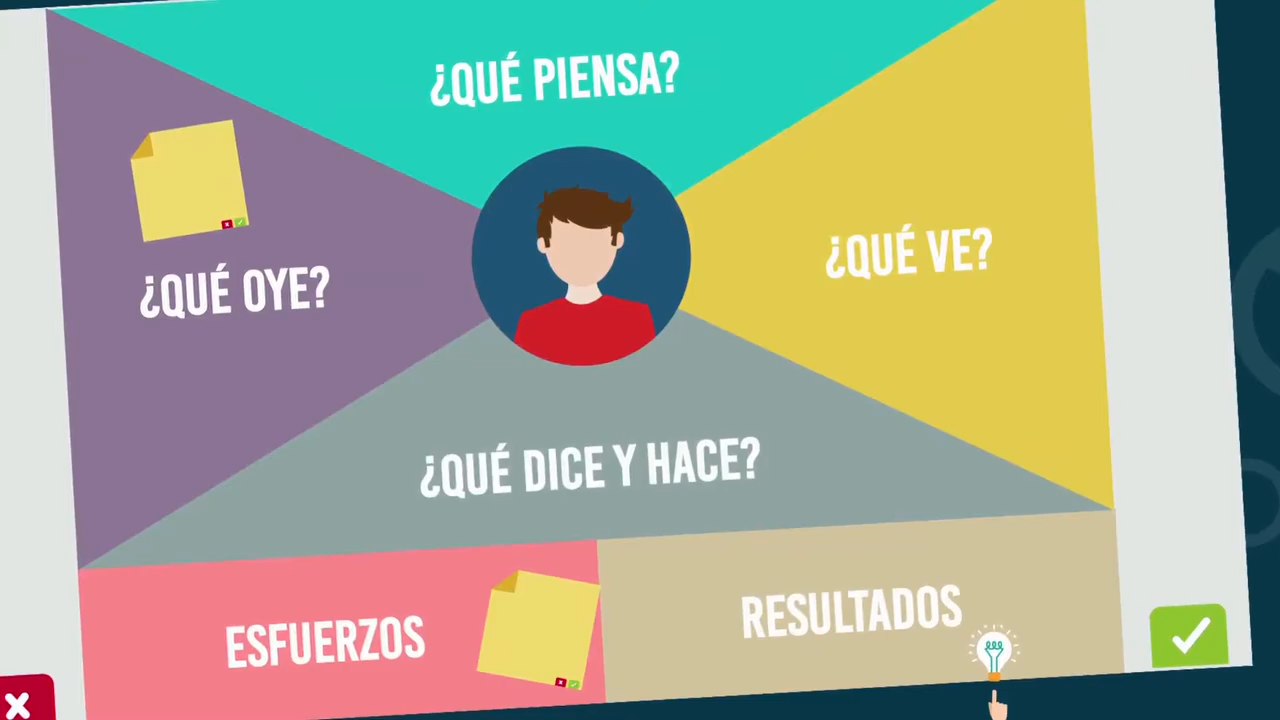 ¿QUÉ PIENSA?
¿QUÉ OYE?
¿QUÉ VE?
¿QUÉ DICE Y HACE?
ESFUERZOS
RESULTADOS